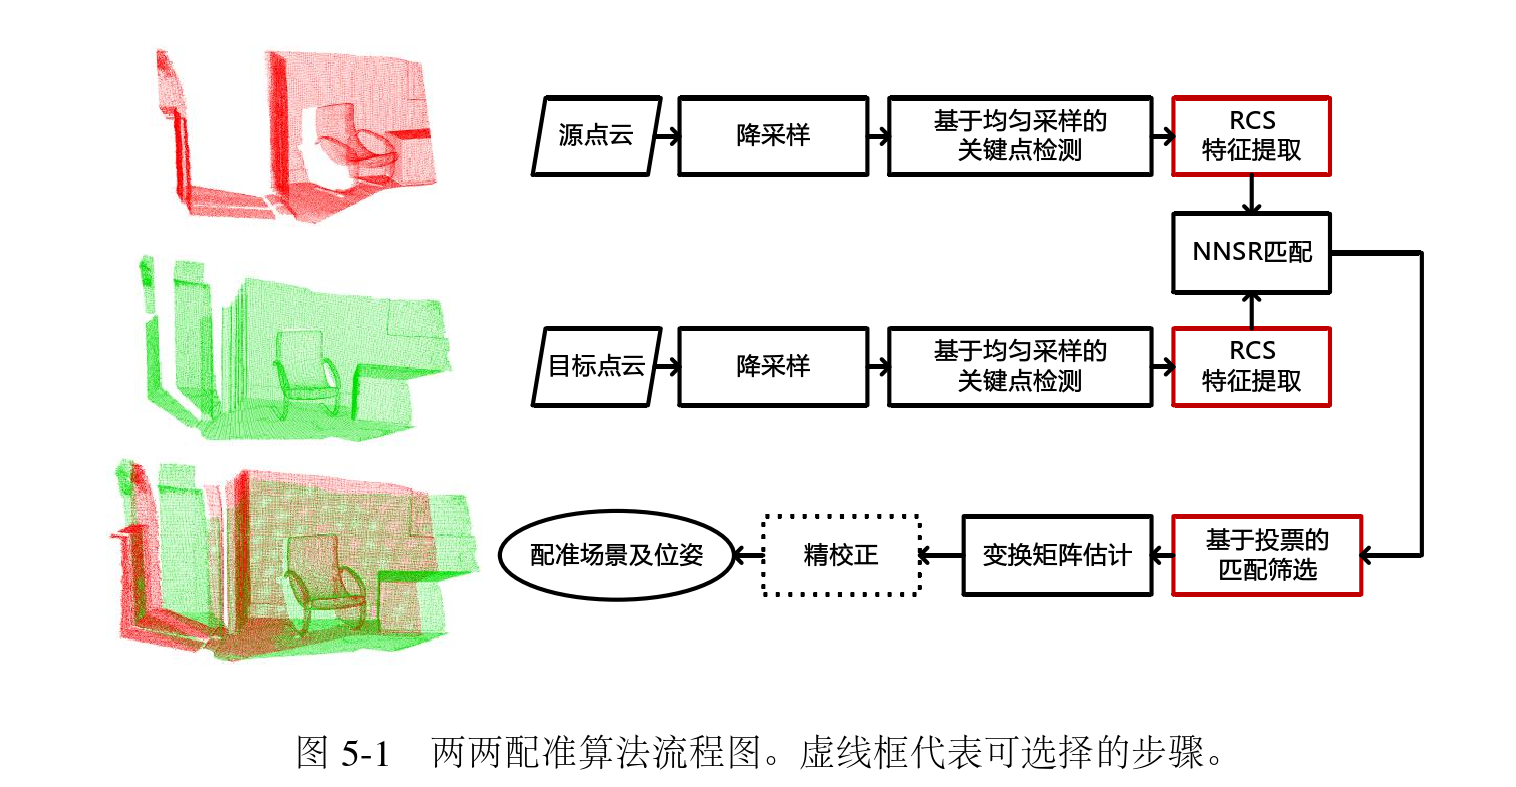 源点云
降采样
基于均匀采样的
关键点检测
RCS
特征提取
NNSR匹配
目标点云
降采样
基于均匀采样的
关键点检测
RCS
特征提取
配准场景及位姿
精校正
变换矩阵估计
基于投票的
匹配筛选
图 5-1 两两配准算法流程图。虚线框代表可选择的步骤。